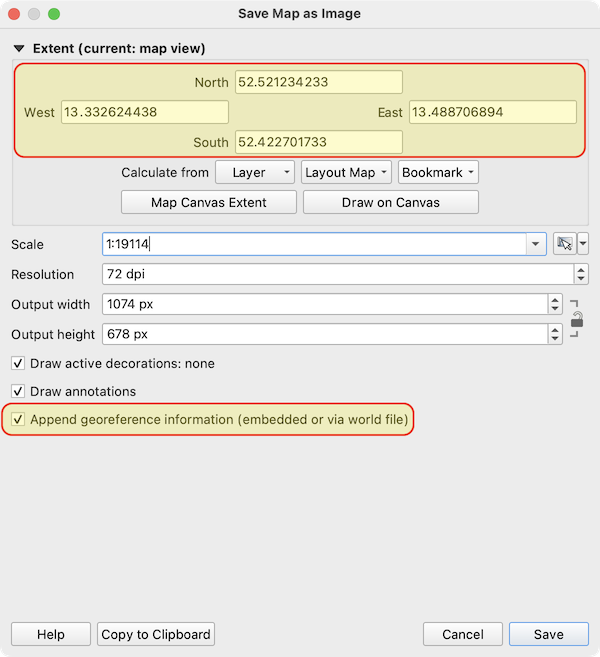 Save Map as Image
Extent (current: map view)
North 52.521234233
West 13.332624438 East 13.488706894
South 52.422701733
Calculate from Layer Layout Map Bookmark
Map Canvas Extent Draw on Canvas
Scale 1:19114
Resolution 72 dpi
Output width 1074 px
Output height 678 px
Draw active decorations: none
Draw annotations
Append georeference information (embedded or via world file)
Help Copy to Clipboard Cancel Save